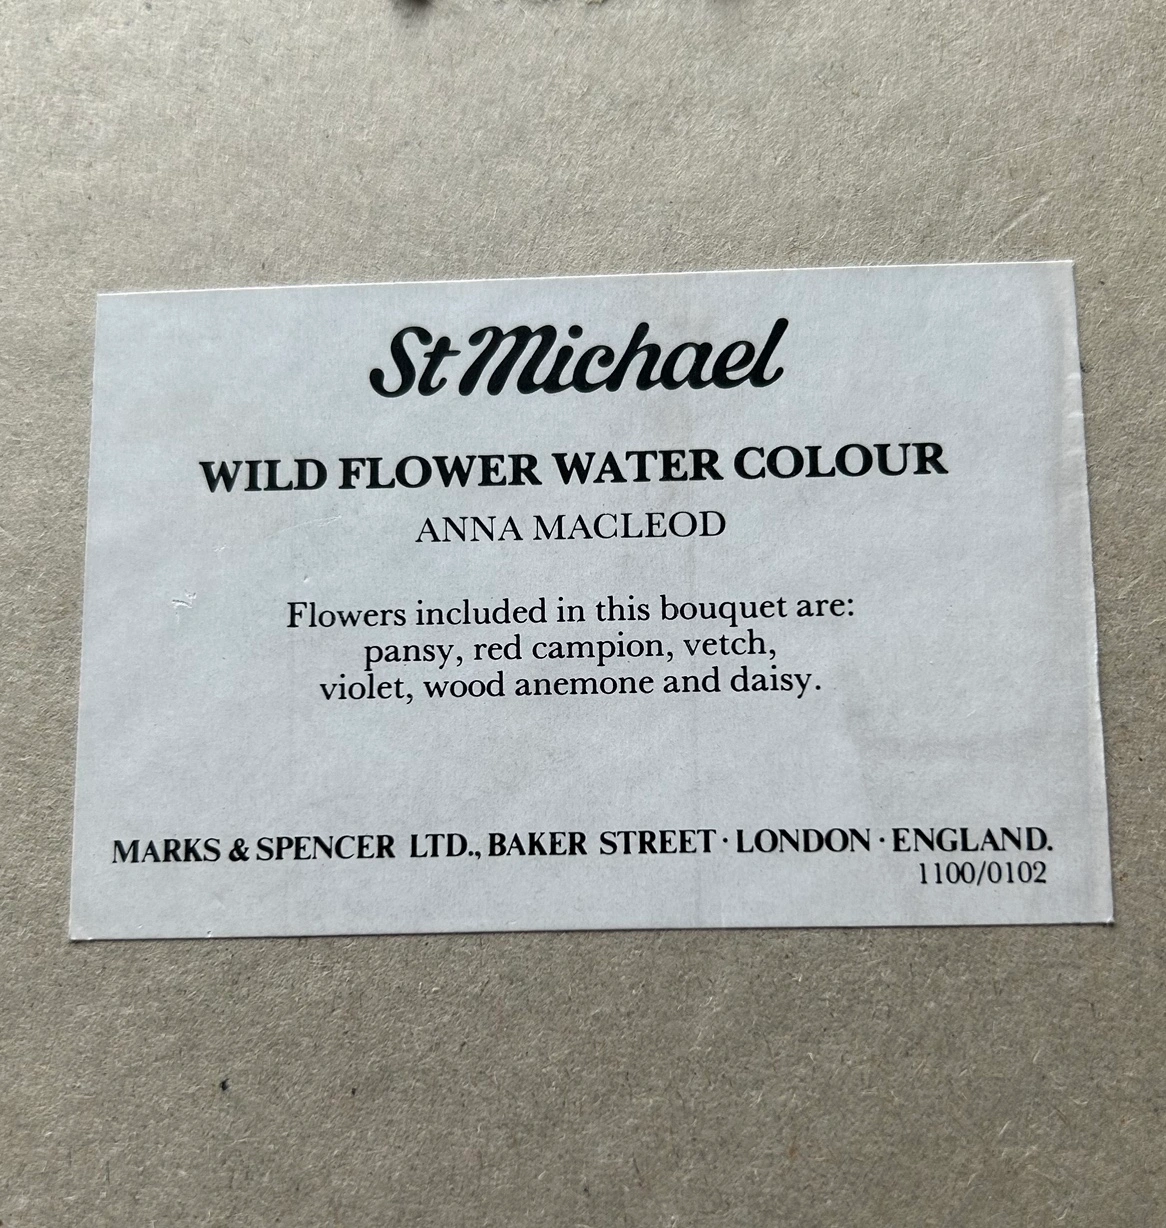 St Michael
WILD FLOWER WATER COLOUR
ANNA MACLEOD
Flowers included in this bouquet are:
pansy, red campion, vetch,
violet, wood anemone and daisy.
MARKS & SPENCER LTD., BAKER STREET · LONDON · ENGLAND.
1100/0102